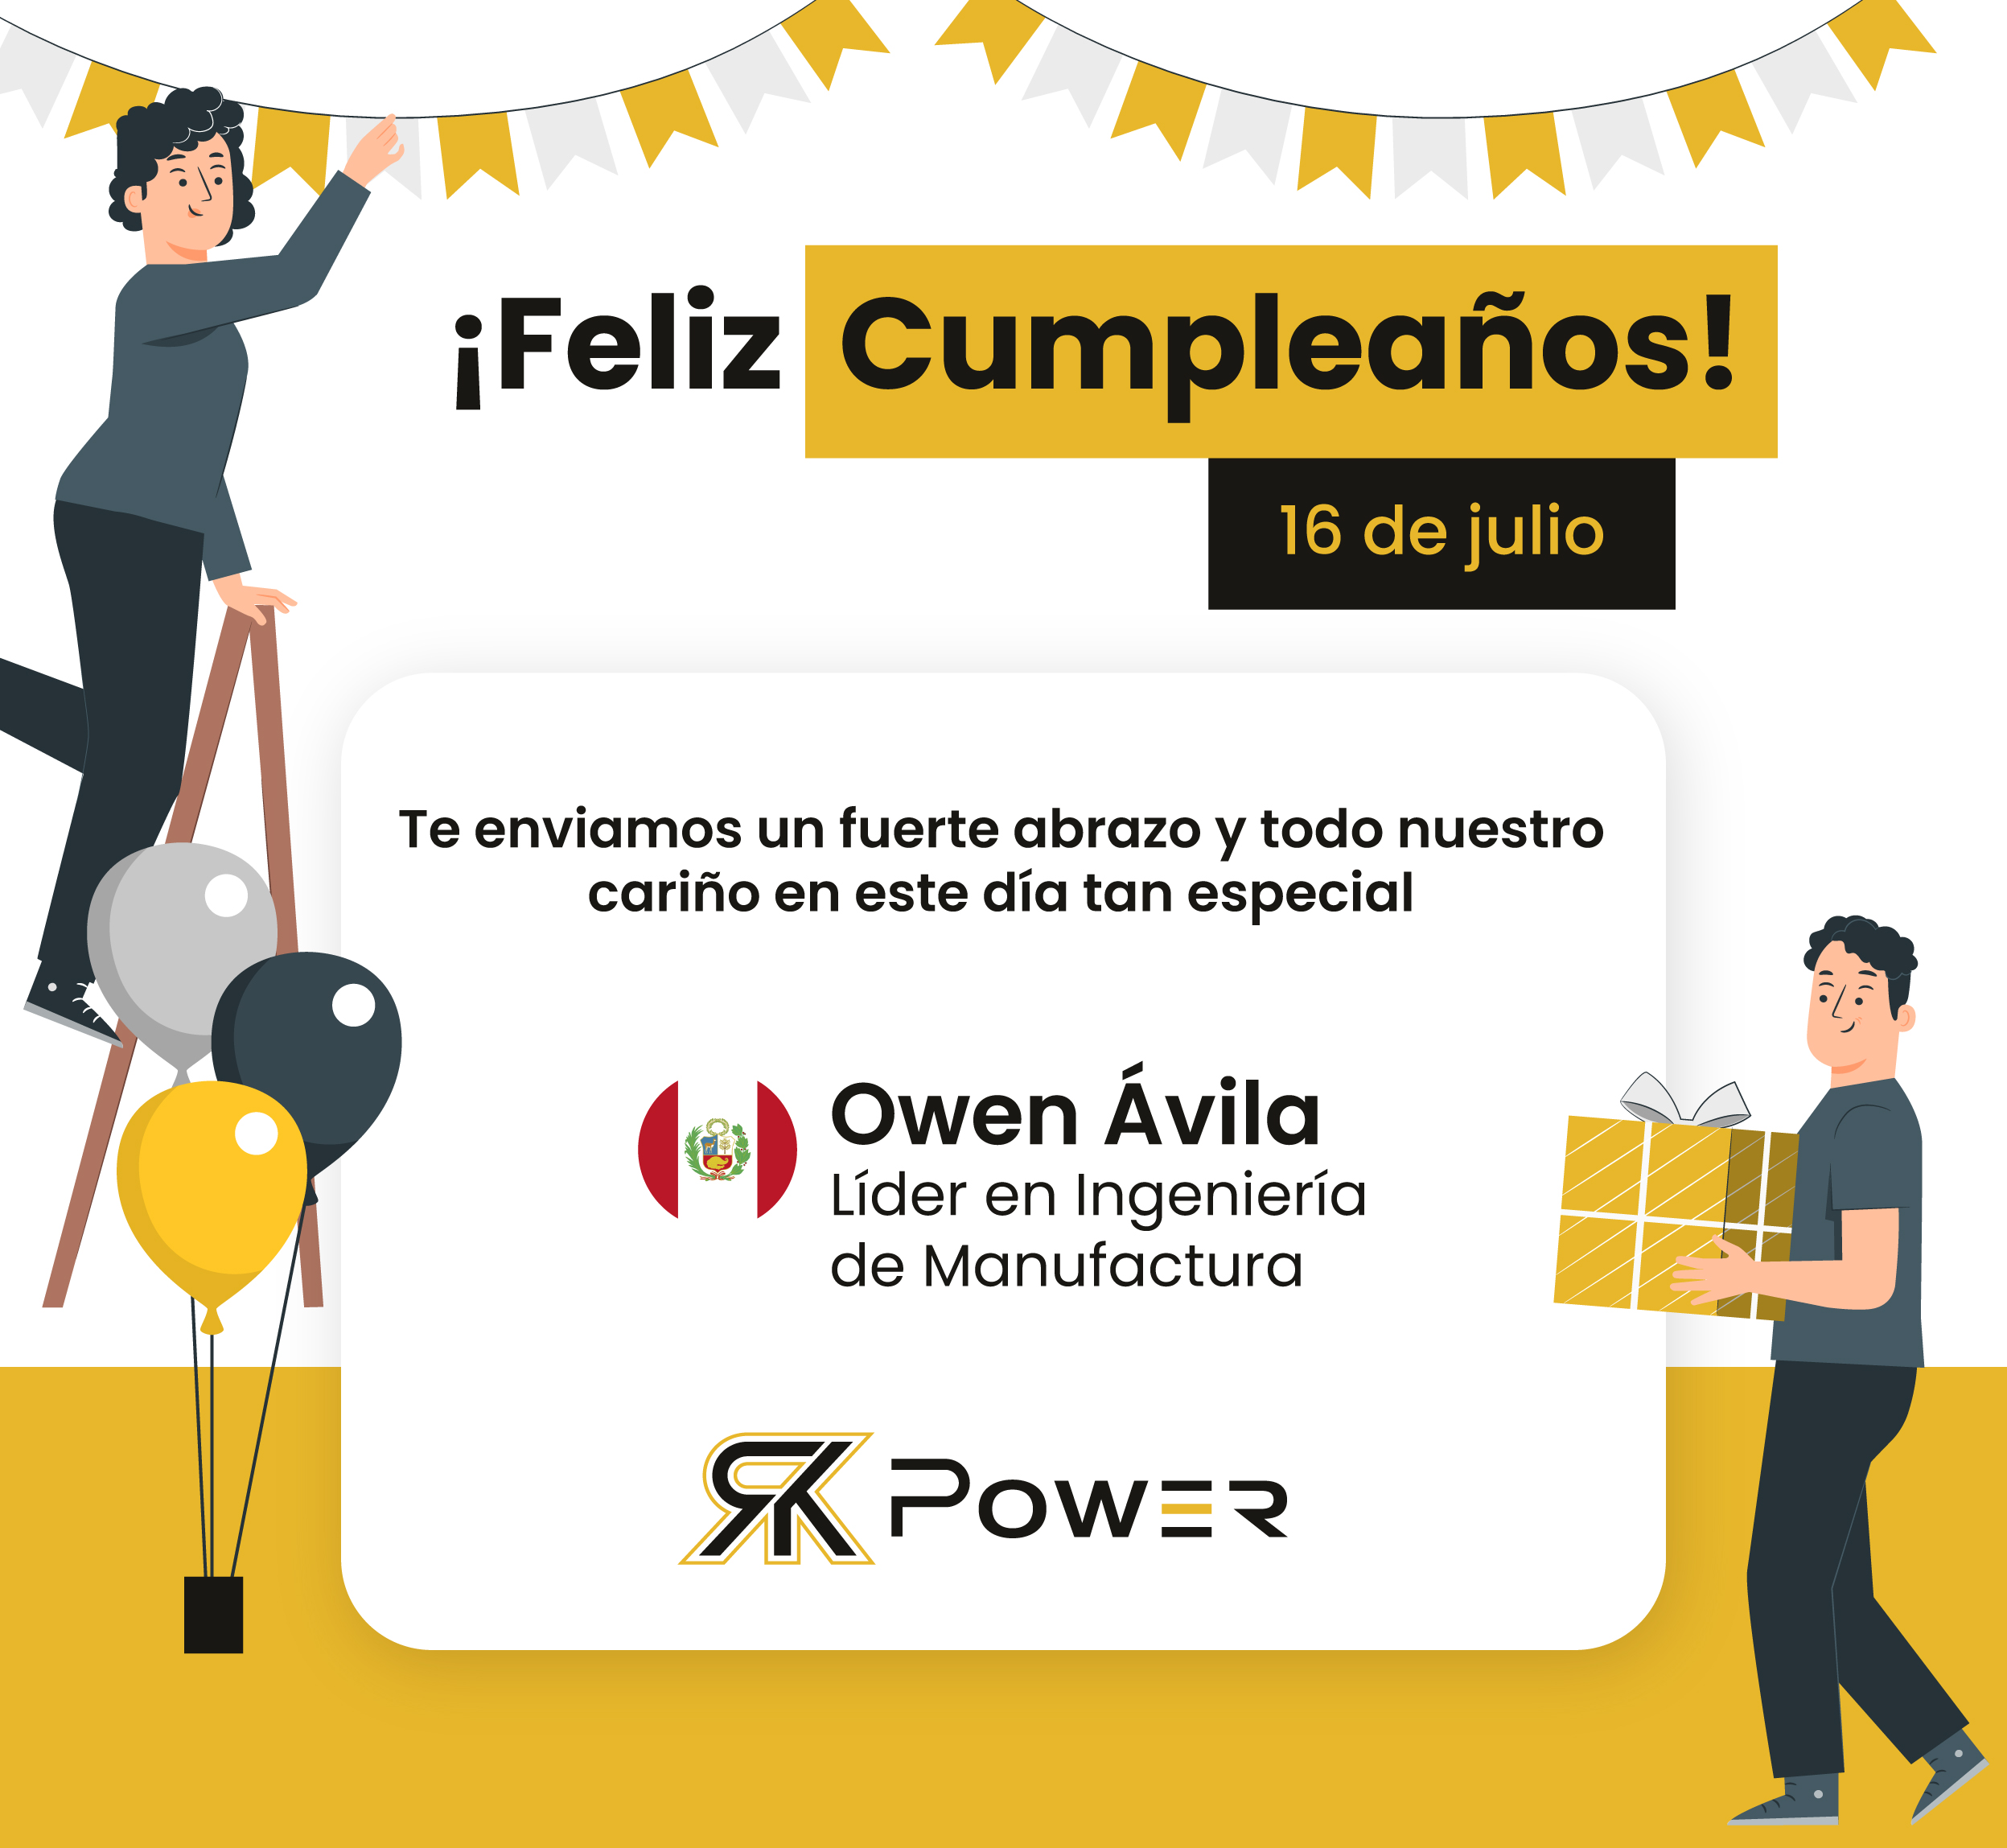 ¡Feliz Cumpleaños!
16 de julio
Te enviamos un fuerte abrazo y todo nuestro
cariño en este día tan especial
Owen Ávila
Líder en Ingeniería
de Manufactura
RK Power